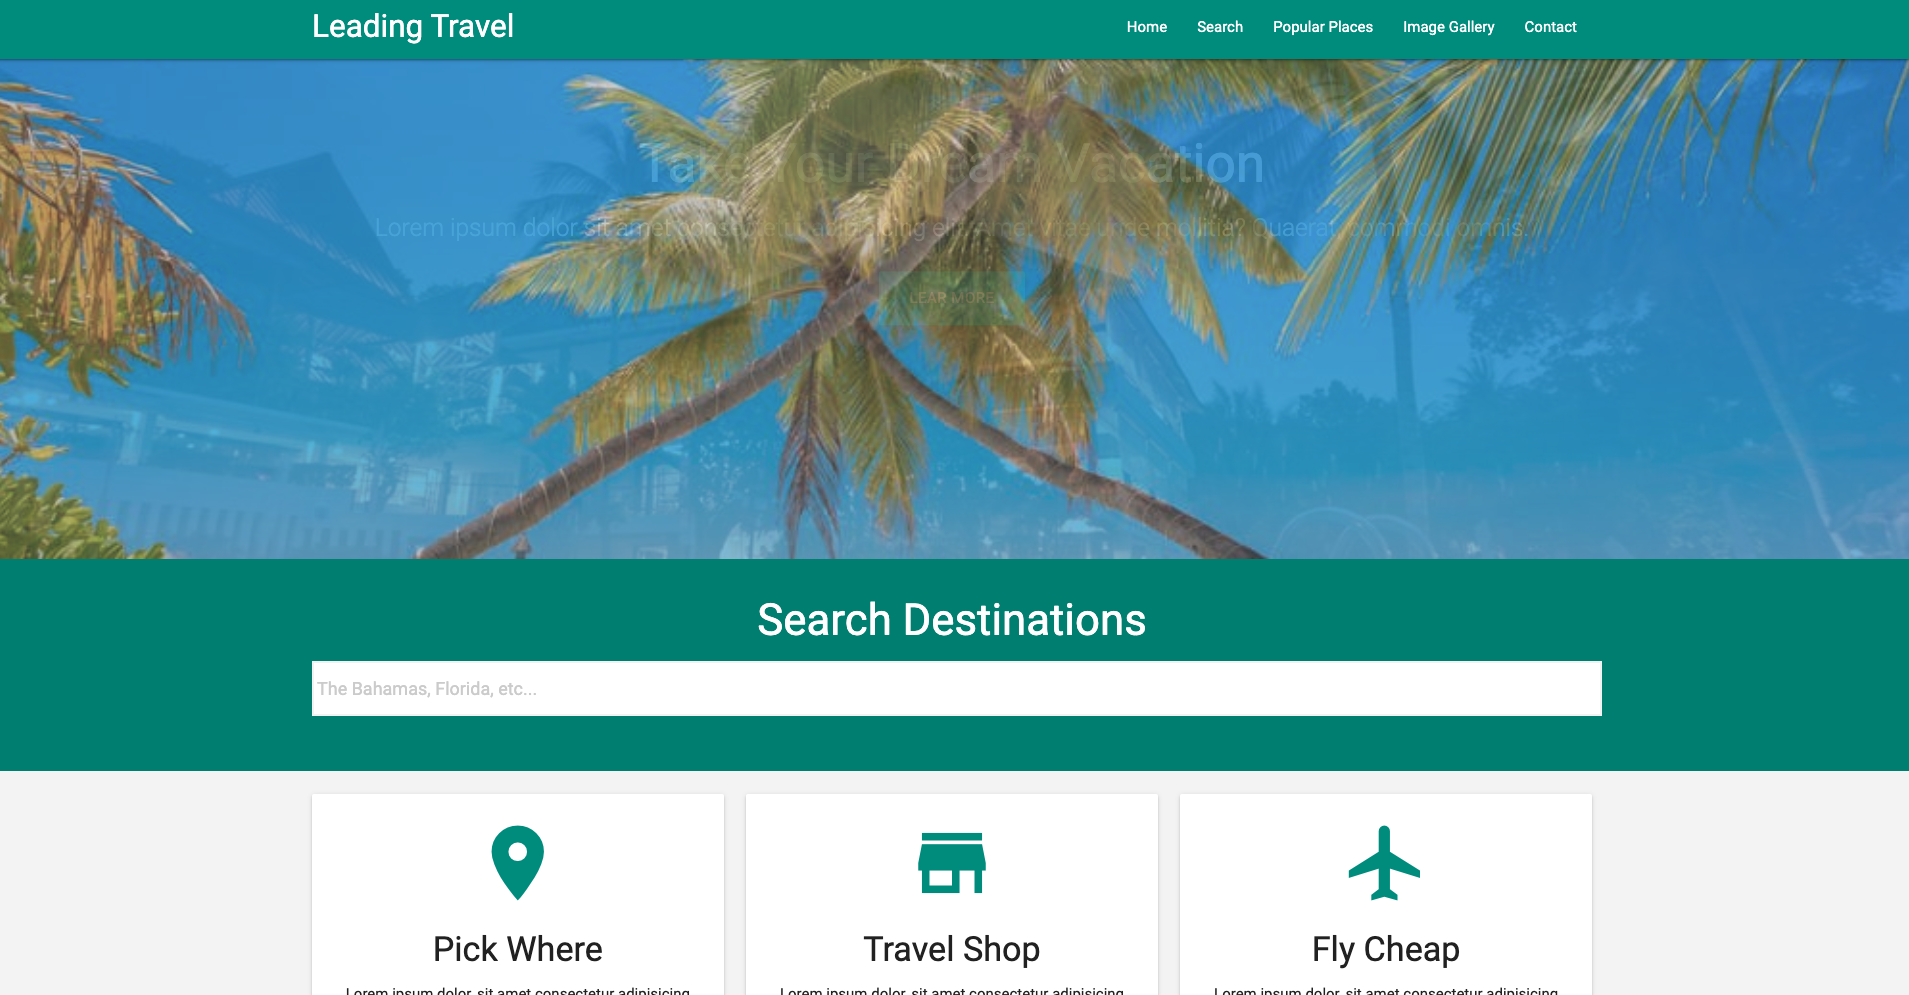 Leading Travel
Home Search Popular Places Image Gallery Contact
Take Your Dream Vacation
Lorem ipsum dolor sit amet consectetur adipisicing elit. Amet vitae unde mollitia? Quaerat, commodi omnis.
LEAR MORE
Search Destinations
The Bahamas, Florida, etc...
Pick Where
Travel Shop
Fly Cheap
Lorem ipsum dolor, sit amet consectetur adipisicing
Lorem ipsum dolor, sit amet consectetur adipisicing
Lorem ipsum dolor, sit amet consectetur adipisicing